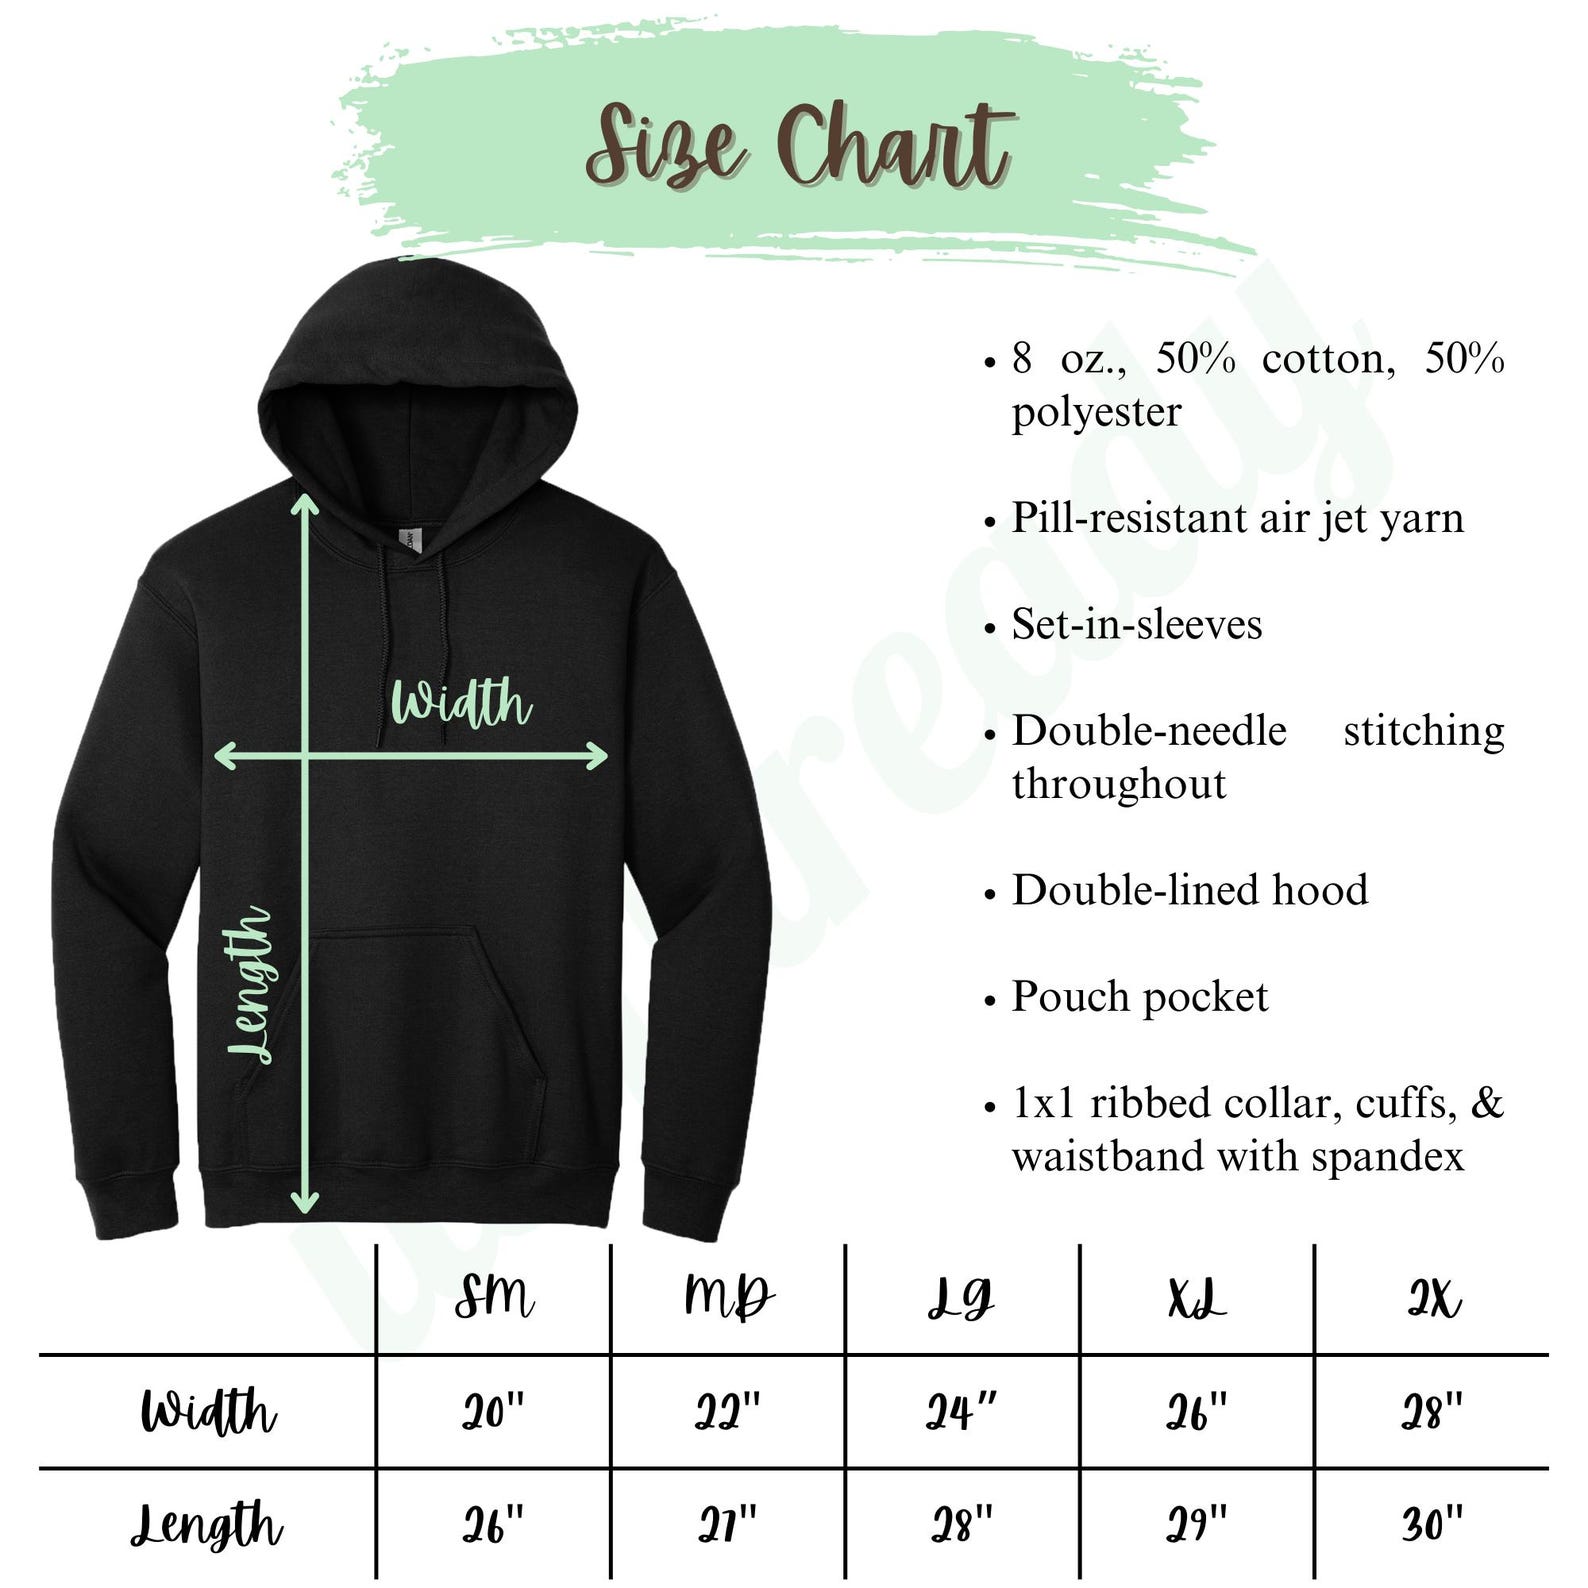 Size Chart
• 8 oz., 50% cotton, 50%
polyester
• Pill-resistant air jet yarn
• Set-in-sleeves
• Double-needle stitching
throughout
• Double-lined hood
• Pouch pocket
• 1x1 ribbed collar, cuffs, &
waistband with spandex
Width
Length
SM MD LG XL 2X
Width 20" 22" 24" 26" 28"
Length 26" 27" 28" 29" 30"